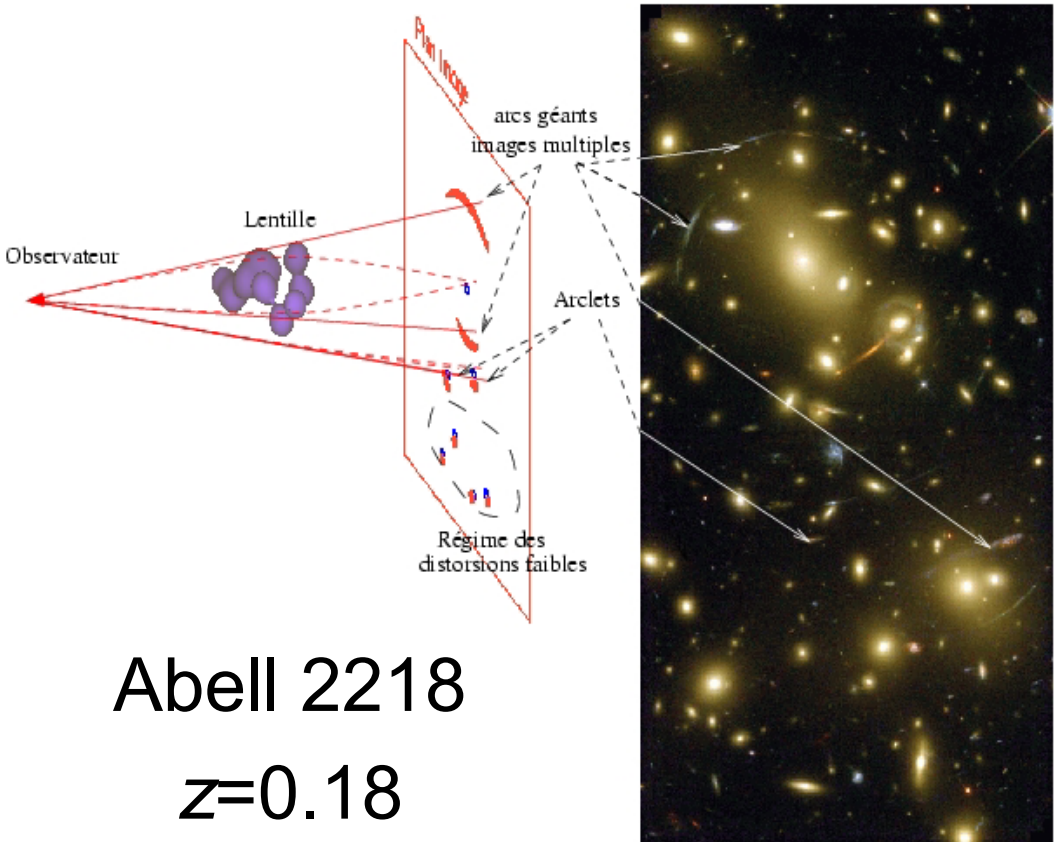 Plan Image
arcs géants
images multiples
Lentille
Observateur
Arclets
Régime des
distorsions faibles
Abell 2218
z=0.18